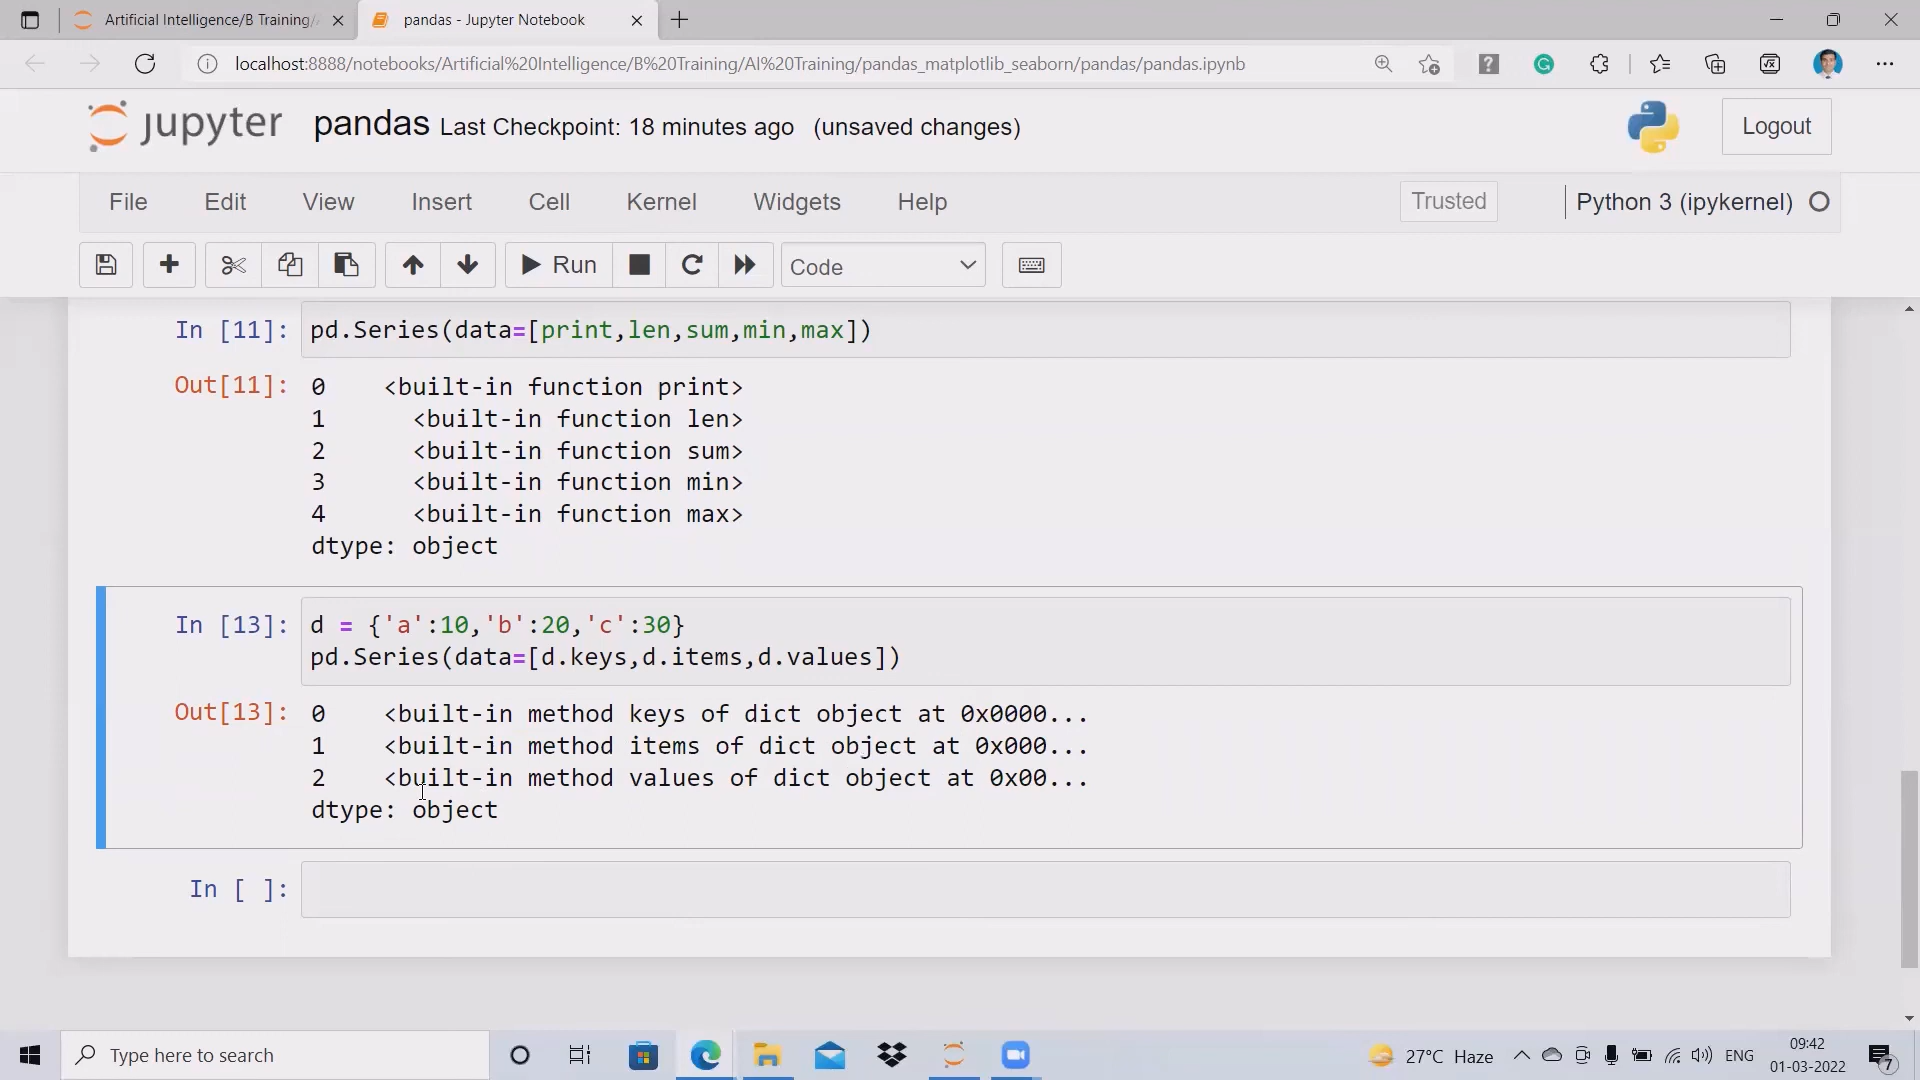 Artificial Intelligence/B Training/
pandas - Jupyter Notebook
localhost:8888/notebooks/Artificial%20Intelligence/B%20Training/AI%20Training/pandas_matplotlib_seaborn/pandas/pandas.ipynb
jupyter pandas Last Checkpoint: 18 minutes ago (unsaved changes)
Logout
File Edit View Insert Cell Kernel Widgets Help
Trusted
Python 3 (ipykernel)
Run
Code
In [11]: pd.Series(data=[print,len,sum,min,max])
Out[11]: 0 <built-in function print>
1 <built-in function len>
2 <built-in function sum>
3 <built-in function min>
4 <built-in function max>
dtype: object
In [13]: d = {'a':10,'b':20,'c':30}
pd.Series(data=[d.keys,d.items,d.values])
Out[13]: 0 <built-in method keys of dict object at 0x0000...
1 <built-in method items of dict object at 0x000...
2 <built-in method values of dict object at 0x00...
dtype: object
In [ ]:
Type here to search
27°C Haze
ENG
09:42
01-03-2022
7